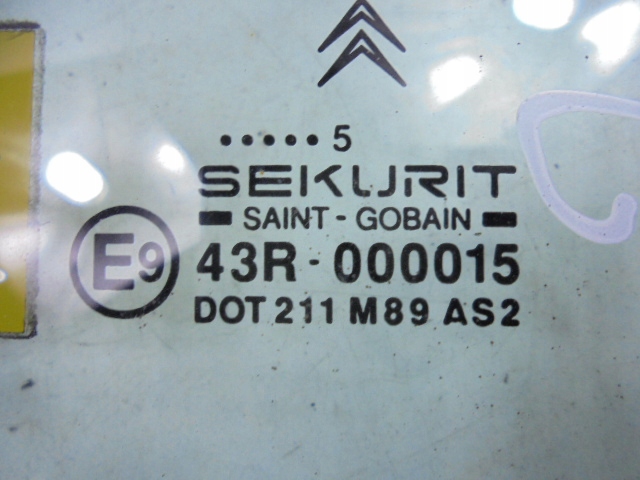 ..... 5
SEKURIT
SAINT-GOBAIN
E9 43R-000015
DOT 211 M89 AS2